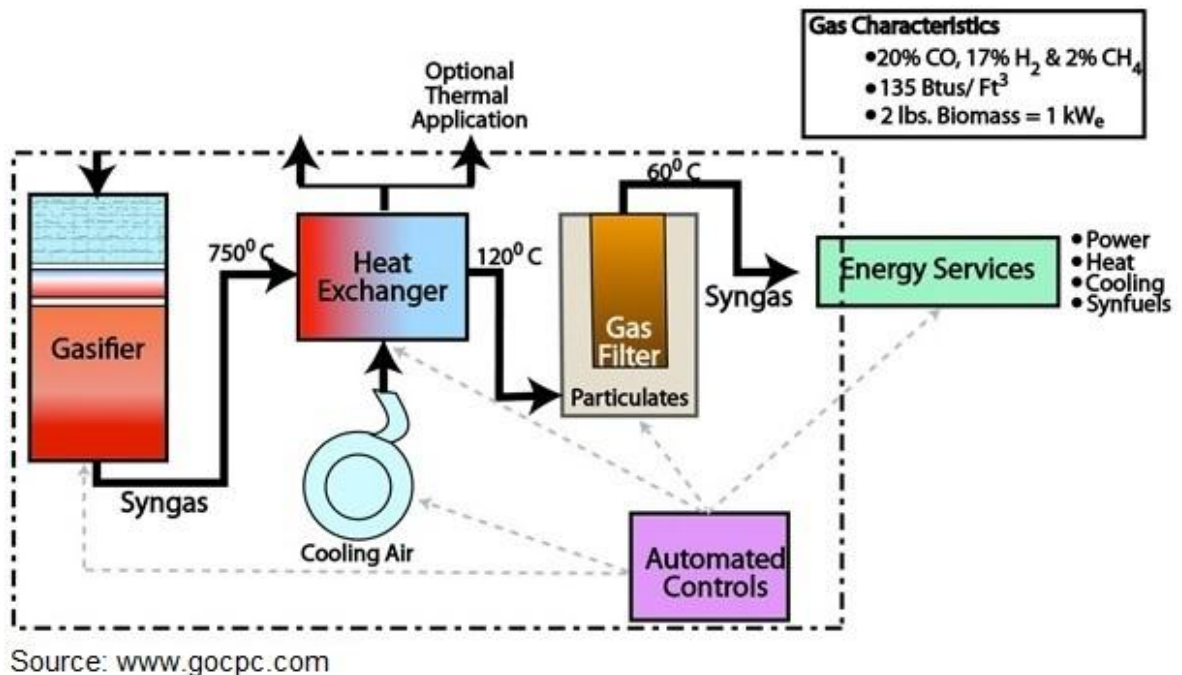 Gas Characteristics
•20% CO, 17% H₂ & 2% CH₄
•135 Btus/ Ft³
•2 lbs. Biomass = 1 kWₑ
Optional
Thermal
Application
Gasifier
Syngas
750⁰ C
Heat
Exchanger
120⁰ C
Cooling Air
60⁰ C
Gas
Filter
Particulates
Syngas
Energy Services
•Power
•Heat
•Cooling
•Synfuels
Automated
Controls
Source: www.gocpc.com